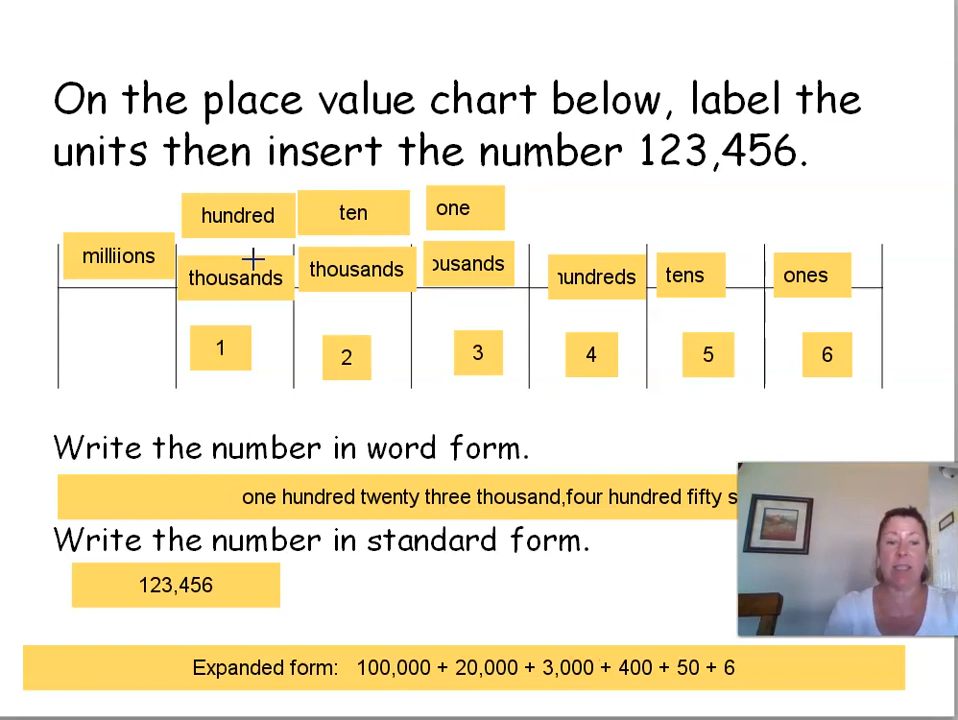 On the place value chart below, label the
units then insert the number 123,456.
hundred ten one
milliions thousands thousands ousands hundreds tens ones
1 2 3 4 5 6
Write the number in word form.
one hundred twenty three thousand,four hundred fifty s
Write the number in standard form.
123,456
Expanded form: 100,000 + 20,000 + 3,000 + 400 + 50 + 6